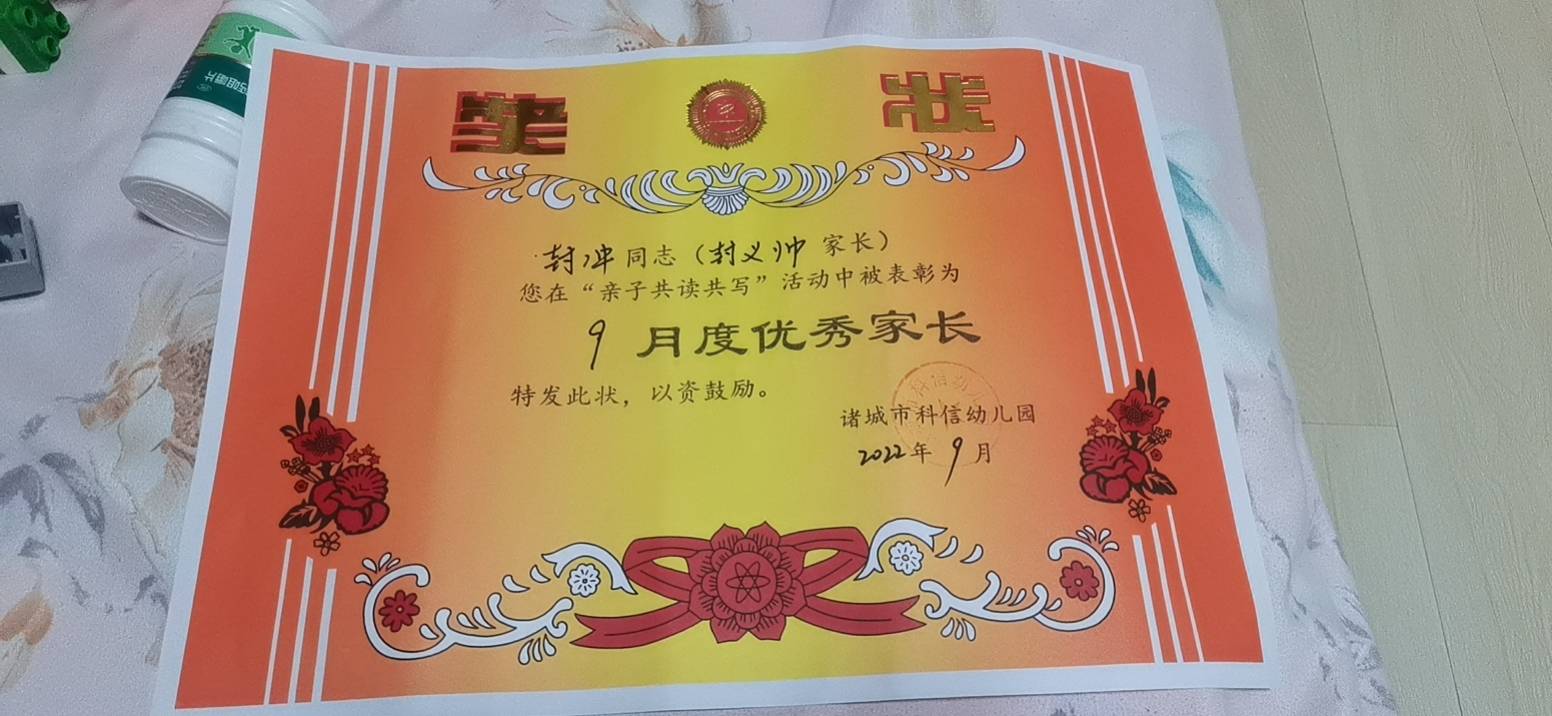 奖状
封冲同志（封义帅 家长）
您在“亲子共读共写”活动中被表彰为
9 月度优秀家长
特发此状，以资鼓励。
诸城市科信幼儿园
2022年 9 月